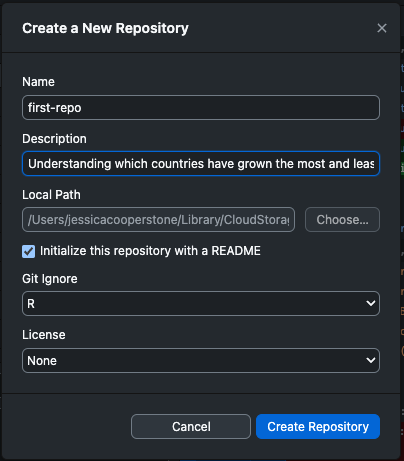 Create a New Repository
Name
first-repo
Description
Understanding which countries have grown the most and leas
Local Path
/Users/jessicacooperstone/Library/CloudStorag
Choose...
Initialize this repository with a README
Git Ignore
R
License
None
Cancel
Create Repository